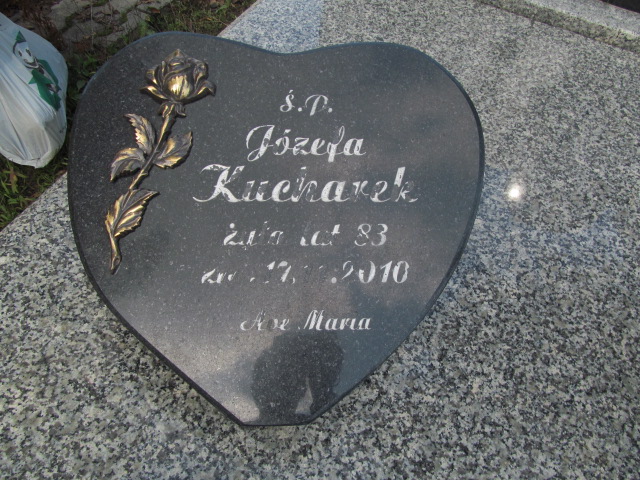 Ś.P.
Józefa
Kucharek
żyła lat 83
zm. 2010
Ave Maria